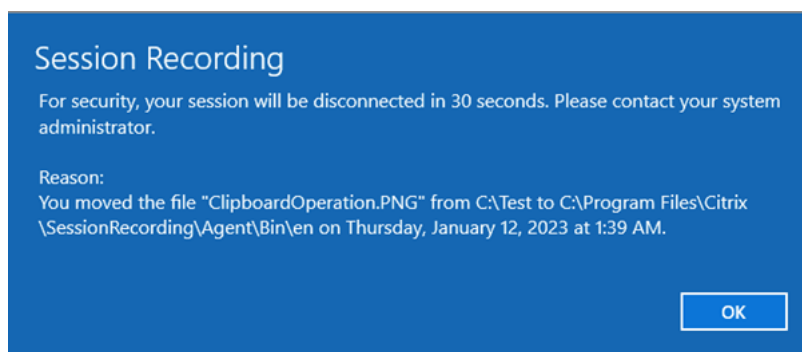 Session Recording
For security, your session will be disconnected in 30 seconds. Please contact your system
administrator.
Reason:
You moved the file "ClipboardOperation.PNG" from C:\Test to C:\Program Files\Citrix
\SessionRecording\Agent\Bin\en on Thursday, January 12, 2023 at 1:39 AM.
OK